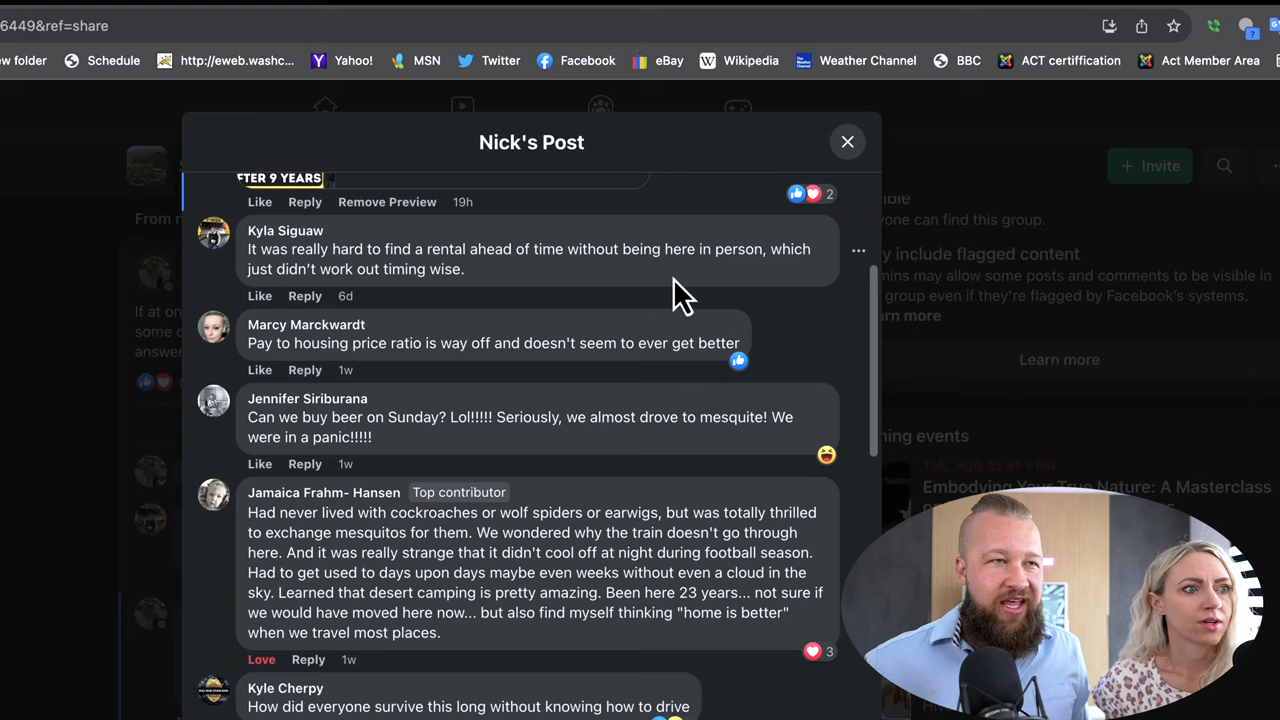 6449&ref=share
ew folder Schedule http://eweb.washc... Yahoo! MSN Twitter Facebook eBay Wikipedia Weather Channel BBC ACT certiffication Act Member Area
Nick's Post
+ Invite
FTER 9 YEARS
Like Reply Remove Preview 19h
2
Kyla Siguaw
It was really hard to find a rental ahead of time without being here in person, which
just didn't work out timing wise.
Like Reply 6d
Marcy Marckwardt
Pay to housing price ratio is way off and doesn't seem to ever get better
Like Reply 1w
Jennifer Siriburana
Can we buy beer on Sunday? Lol!!!!! Seriously, we almost drove to mesquite! We
were in a panic!!!!!
Like Reply 1w
Jamaica Frahm- Hansen Top contributor
Had never lived with cockroaches or wolf spiders or earwigs, but was totally thrilled
to exchange mesquitos for them. We wondered why the train doesn't go through
here. And it was really strange that it didn't cool off at night during football season.
Had to get used to days upon days maybe even weeks without even a cloud in the
sky. Learned that desert camping is pretty amazing. Been here 23 years... not sure if
we would have moved here now... but also find myself thinking "home is better"
when we travel most places.
3
Love Reply 1w
Kyle Cherpy
How did everyone survive this long without knowing how to drive
From
If at
some
answer
yone can find this group.
y include flagged content
mins may allow some posts and comments to be visible in
group even if they're flagged by Facebook's systems.
arn more
Learn more
ning events
TUE, AUG 22 AT 7 PM
Embodying Your True Nature: A Masterclass